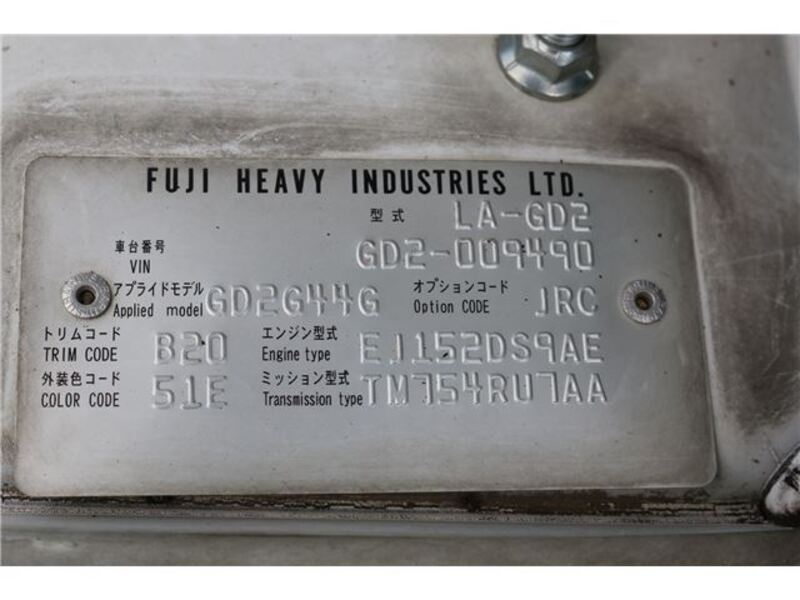 FUJI HEAVY INDUSTRIES LTD.
型式 LA-GD2
車台番号 VIN GD2-009490
アプライドモデル Applied model GD2G44G オプションコード Option CODE JRC
トリムコード TRIM CODE B20 エンジン型式 Engine type EJ152DS9AE
外装色コード COLOR CODE 51E ミッション型式 Transmission type TM754RU7AA